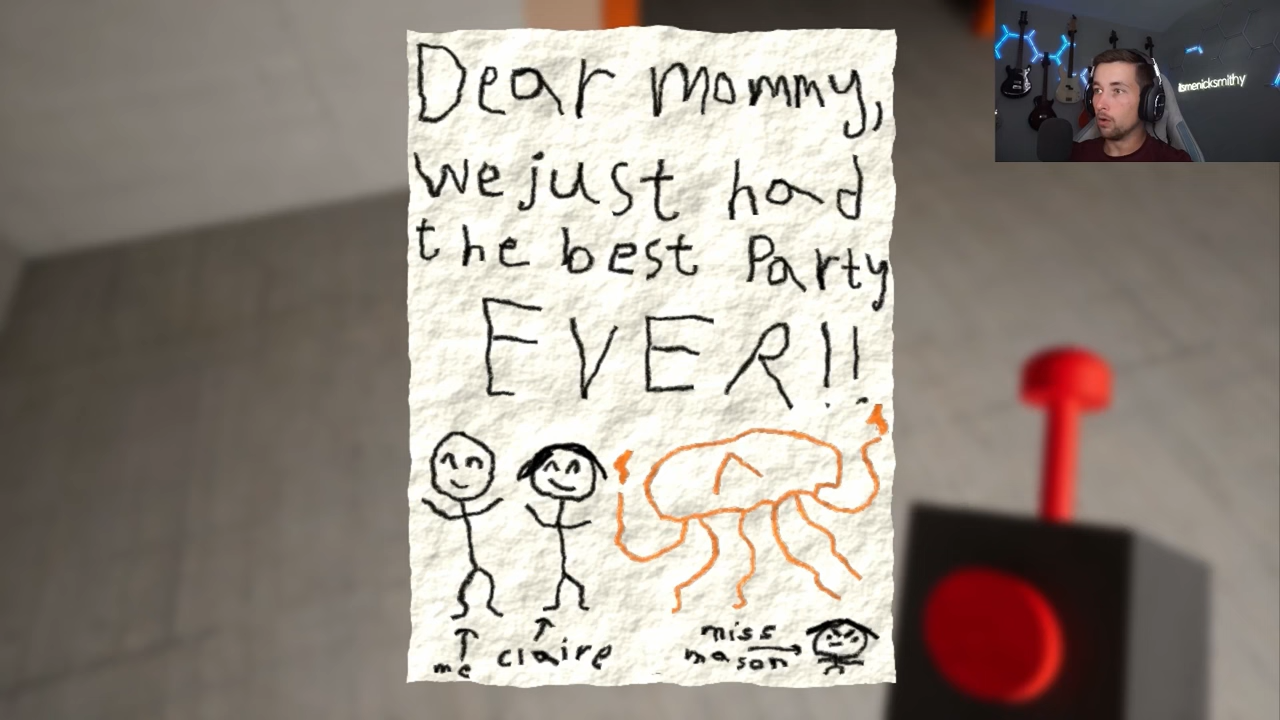 Dear mommy,
we just had
the best Party
EVER!!
me
claire
miss
mason
itsmenicksmithy